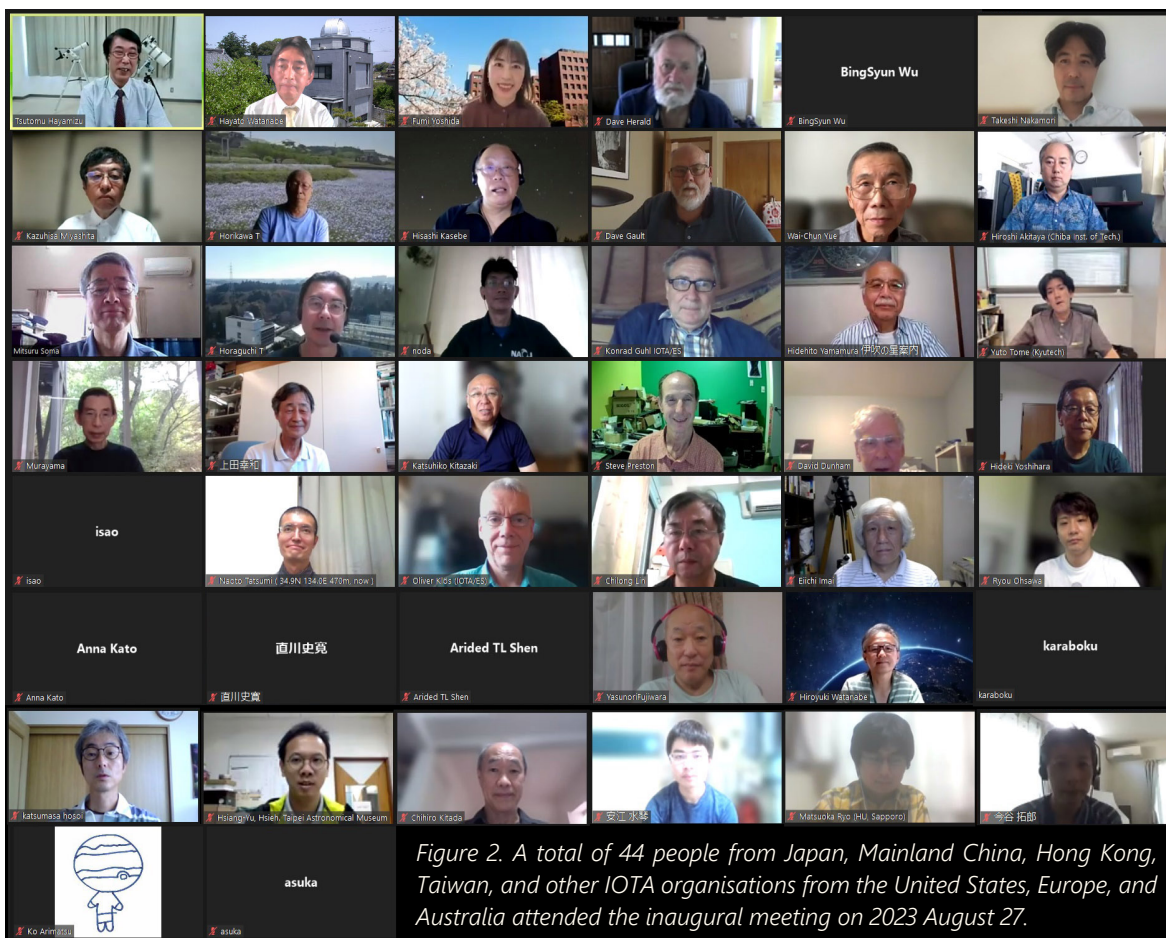 BingSyun Wu
Tsutomu Hayamizu
Hayato Watanabe
Fumi Yoshida
Dave Herald
BingSyun Wu
Takeshi Nakamori
Kazuhisa Miyashita
Honkawa T
Hisashi Kasebe
Dave Gault
Wai-Chun Yue
Hiroshi Akitaya (Chiba Inst. of Tech.)
Mitsuru Soma
Horaguchi T
noda
Konrad Guhl IOTA/ES
Hidehito Yamamura 伊吹の星案内
Yuto Tome (Kyutech)
Murayama
上田幸和
Katsuhiko Kitazaki
Steve Preston
David Dunham
Hideki Yoshihara
isao
isao
Naoto Tatsumi ( 34.9N 134.0E 470m, now )
Oliver Klös (IOTA/ES)
Chilong Lin
Eiichi Imai
Ryou Ohsawa
Anna Kato
直川史寛
Arided TL Shen
karaboku
Anna Kato
直川史寛
Arided TL Shen
YasunoriFujiwara
Hiroyuki Watanabe
karaboku
katsumasa hosoi
Hsiang-Yu, Hsieh. Taipei Astronomical Museum
Chihiro Kitada
安江 水琴
Matsuoka Ryo (HU, Sapporo)
今谷 拓郎
asuka
Ko Arimatsu
asuka
Figure 2. A total of 44 people from Japan, Mainland China, Hong Kong,
Taiwan, and other IOTA organisations from the United States, Europe, and
Australia attended the inaugural meeting on 2023 August 27.